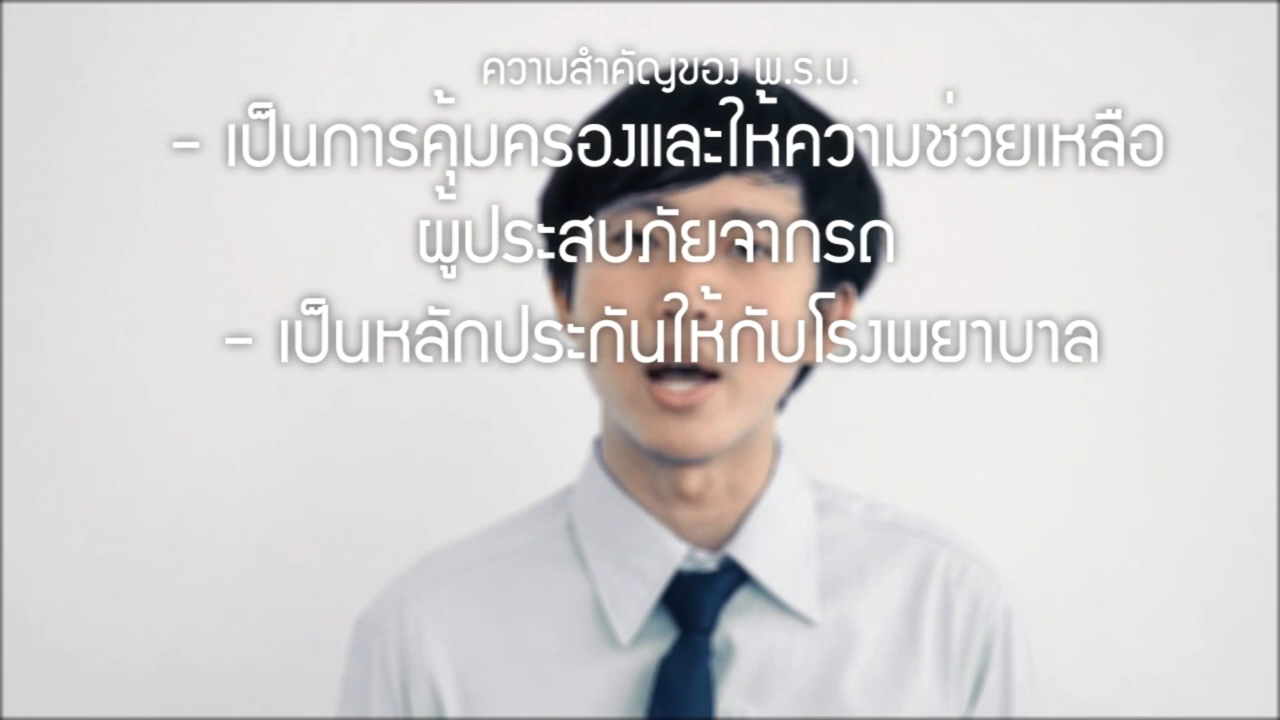 ความสำคัญของ พ.ร.บ.
- เป็นการคุ้มครองและให้ความช่วยเหลือ
ผู้ประสบภัยจากรถ
- เป็นหลักประกันให้กับโรงพยาบาล